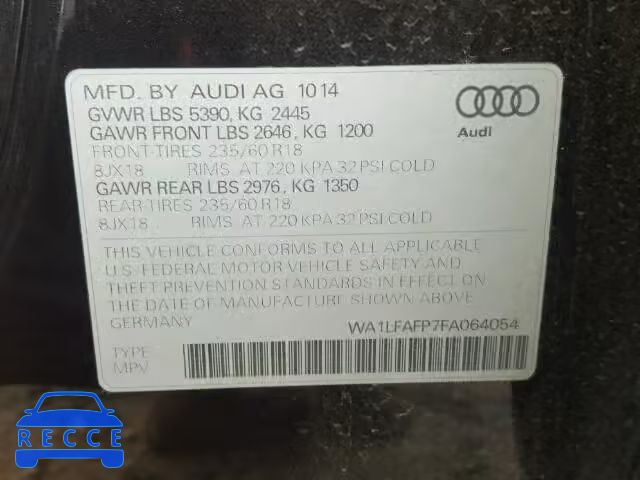 MFD. BY AUDI AG 10 14
GVWR LBS 5390, KG 2445
GAWR FRONT LBS 2646, KG 1200
FRONT-TIRES 235/60 R18
8JX18 RIMS AT 220 KPA 32 PSI COLD
GAWR REAR LBS 2976, KG 1350
REAR TIRES 235/60 R18
8JX18 RIMS AT 220 KPA 32 PSI COLD
Audi
THIS VEHICLE CONFORMS TO ALL APPLICABLE
U.S. FEDERAL MOTOR VEHICLE SAFETY AND
THEFT PREVENTION STANDARDS IN EFFECT ON
THE DATE OF MANUFACTURE SHOWN ABOVE.
GERMANY
WA1LFAFP7FA064054
TYPE
MPV
RECCE